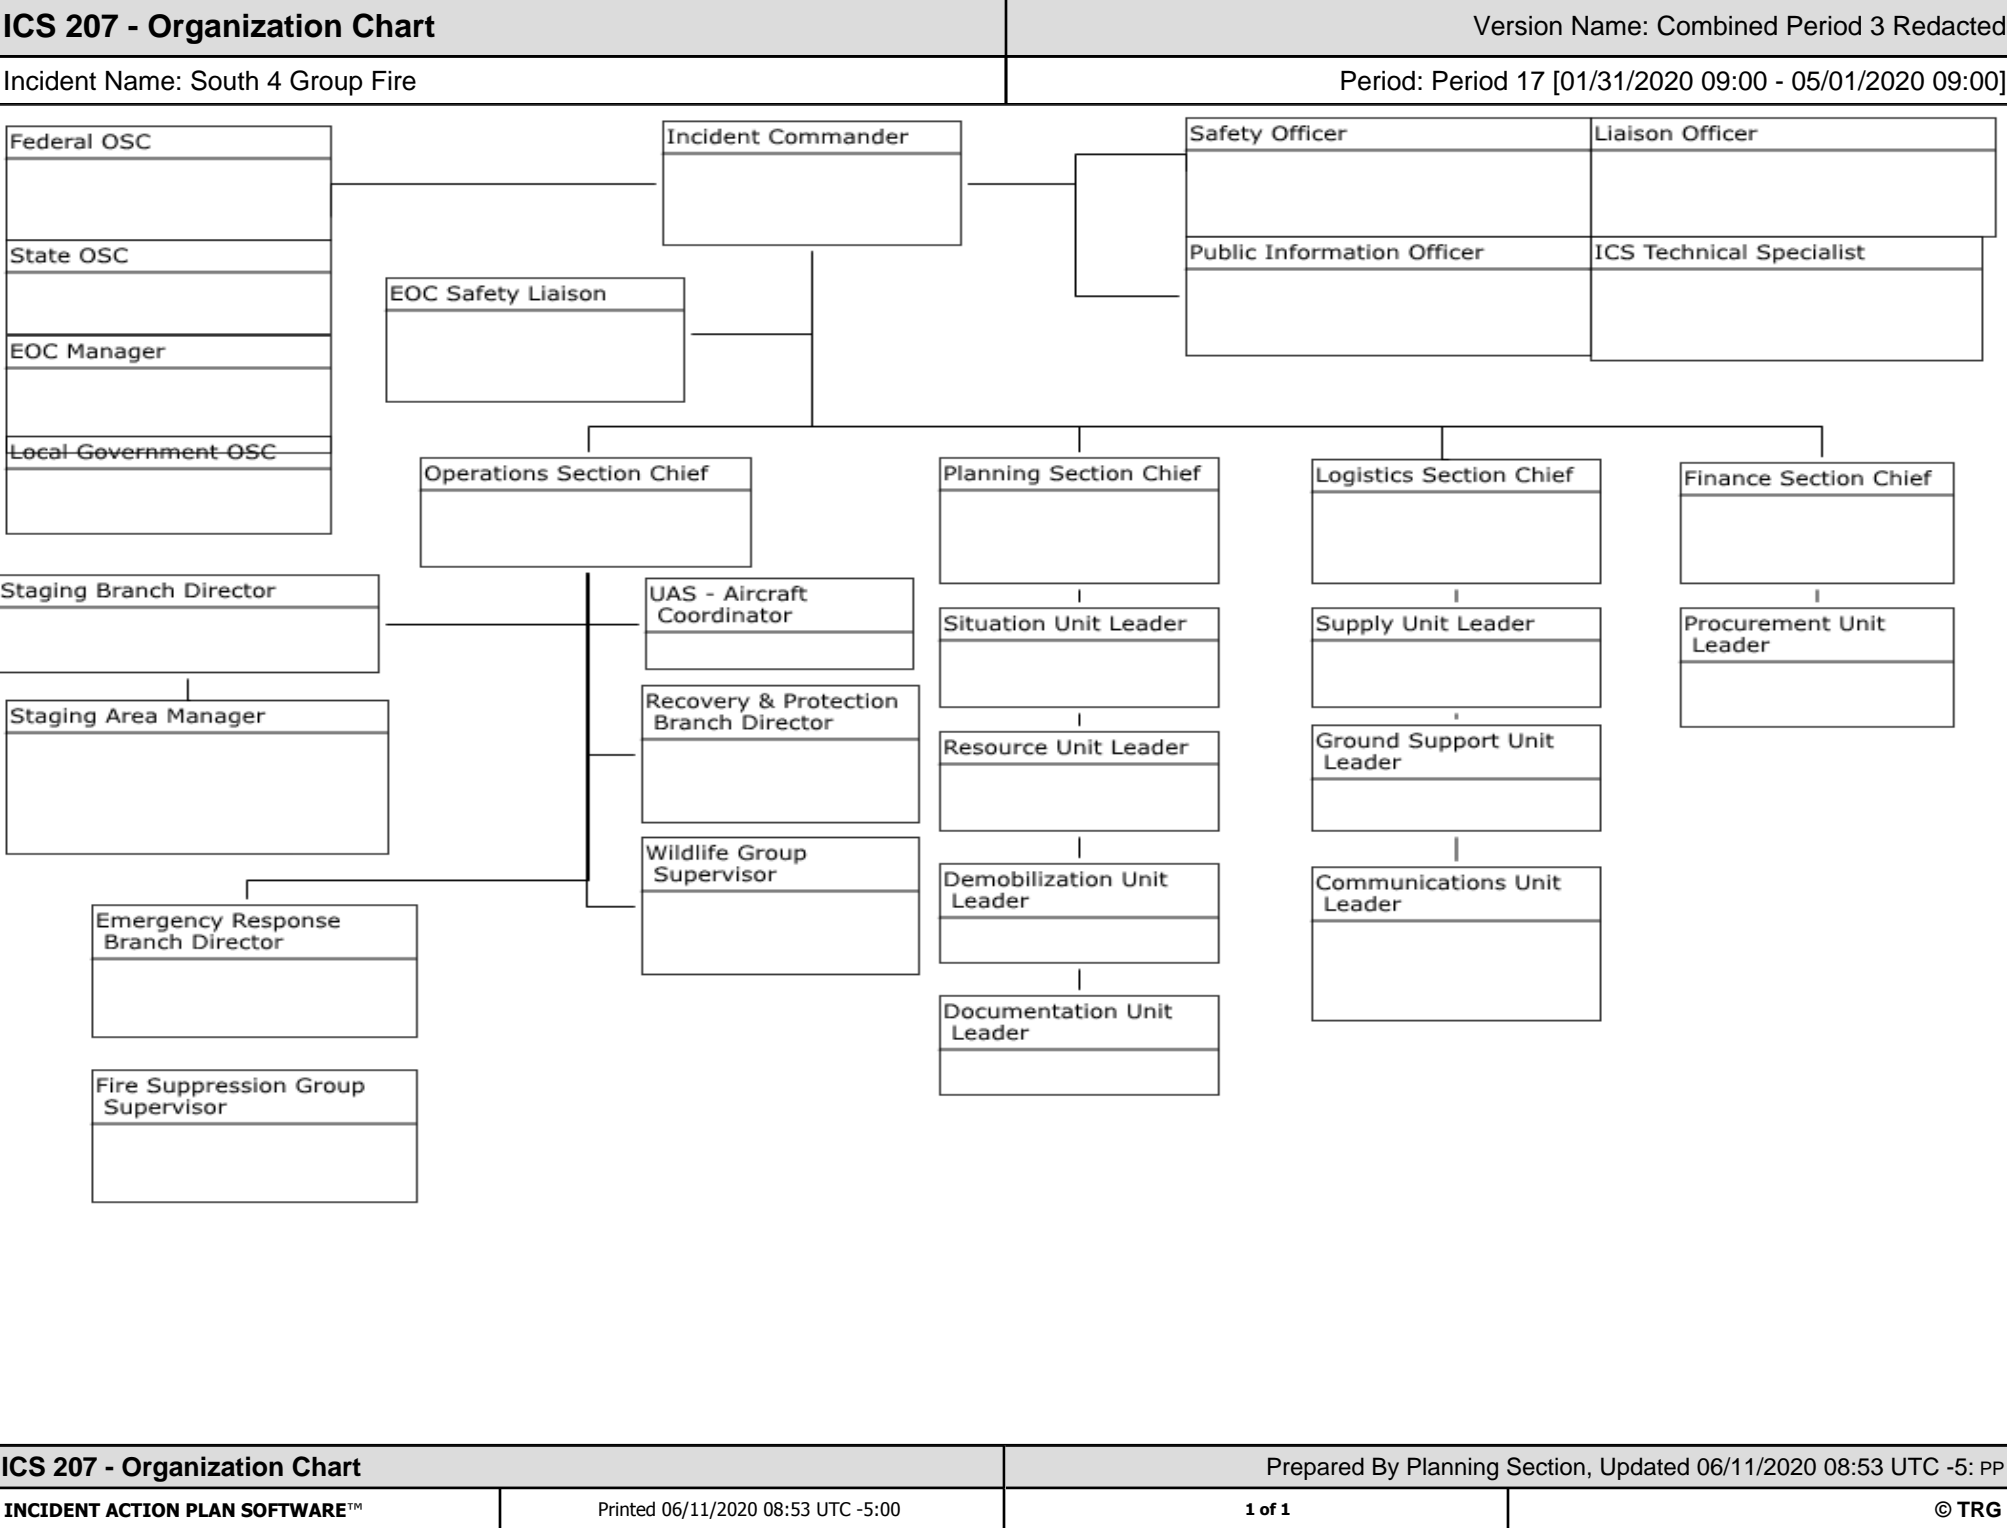 ICS 207 - Organization Chart
Version Name: Combined Period 3 Redacted
Incident Name: South 4 Group Fire
Period: Period 17 [01/31/2020 09:00 - 05/01/2020 09:00]
Federal OSC
Incident Commander
Safety Officer
Liaison Officer
State OSC
Public Information Officer
ICS Technical Specialist
EOC Safety Liaison
EOC Manager
Local Government OSC
Operations Section Chief
Planning Section Chief
Logistics Section Chief
Finance Section Chief
Staging Branch Director
UAS - Aircraft
Coordinator
Situation Unit Leader
Supply Unit Leader
Procurement Unit
Leader
Staging Area Manager
Recovery & Protection
Branch Director
Resource Unit Leader
Ground Support Unit
Leader
Wildlife Group
Supervisor
Demobilization Unit
Leader
Communications Unit
Leader
Emergency Response
Branch Director
Documentation Unit
Leader
Fire Suppression Group
Supervisor
ICS 207 - Organization Chart
Prepared By Planning Section, Updated 06/11/2020 08:53 UTC -5: PP
INCIDENT ACTION PLAN SOFTWARE™
Printed 06/11/2020 08:53 UTC -5:00
1 of 1
© TRG